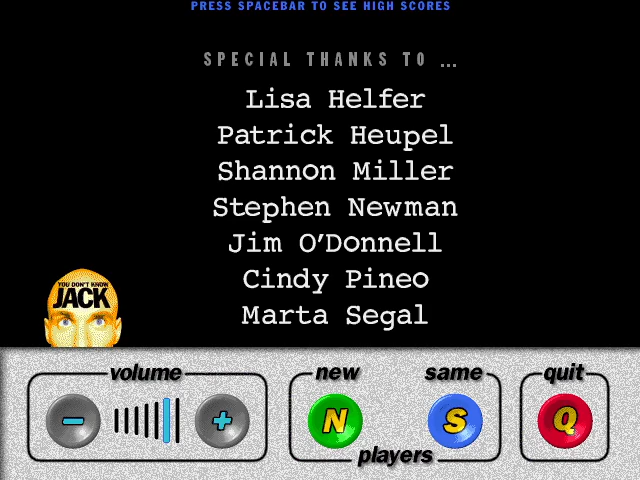 PRESS SPACEBAR TO SEE HIGH SCORES
SPECIAL THANKS TO ...
Lisa Helfer
Patrick Heupel
Shannon Miller
Stephen Newman
Jim O'Donnell
Cindy Pineo
Marta Segal
YOU DON'T KNOW
JACK
volume
new
same
quit
−
+
N
S
Q
players